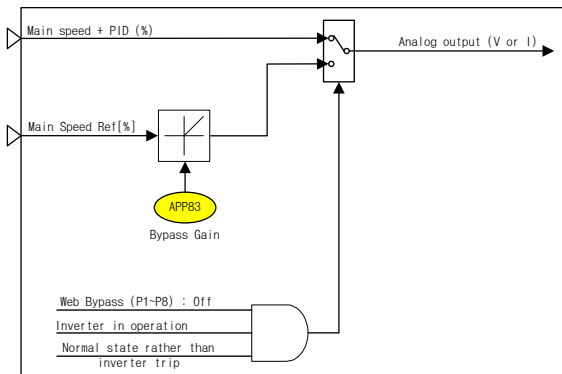 Main speed + PID (%)
Analog output (V or I)
Main Speed Ref[%]
APP83
Bypass Gain
Web Bypass (P1~P8) : Off
Inverter in operation
Normal state rather than
inverter trip